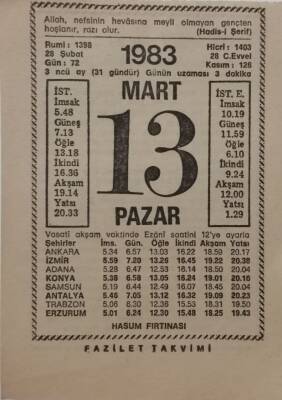 Allah, nefsinin hevâsına meyli olmayan gençten
hoşlanır, razı olur. (Hadîs-i Şerîf)
Rumi : 1398
28 Şubat
Gün : 72
1983
Hicrî : 1403
28 C.Evvel
Kasım : 126
3 ncü ay (31 gündür) Günün uzaması 3 dakika
MART
İST.
İmsak
5.48
Güneş
7.13
Öğle
13.18
İkindi
16.36
Akşam
19.14
Yatsı
20.33
13
İST. E.
İmsak
10.19
Güneş
11.59
Öğle
6.10
İkindi
9.24
Akşam
12.00
Yatsı
1.29
PAZAR
Vasatî akşam vaktinde Ezânî saatini 12'ye ayarla
Şehirler İms. Gün. Öğle İkindi Akşam Yatsı
ANKARA 5.34 6.57 13.03 16.22 18.59 20.17
İZMİR 5.59 7.20 13.26 16.45 19.22 20.38
ADANA 5.28 6.47 12.53 16.14 18.50 20.05
KONYA 5.38 6.58 13.05 16.24 19.01 20.16
SAMSUN 5.19 6.44 12.49 16.07 18.45 20.04
ANTALYA 5.46 7.05 13.12 16.32 19.09 20.23
TRABZON 5.06 6.30 12.36 15.53 18.31 19.50
ERZURUM 5.01 6.24 12.30 15.48 18.25 19.43
HASUM FIRTINASI
FAZİLET TAKVİMİ